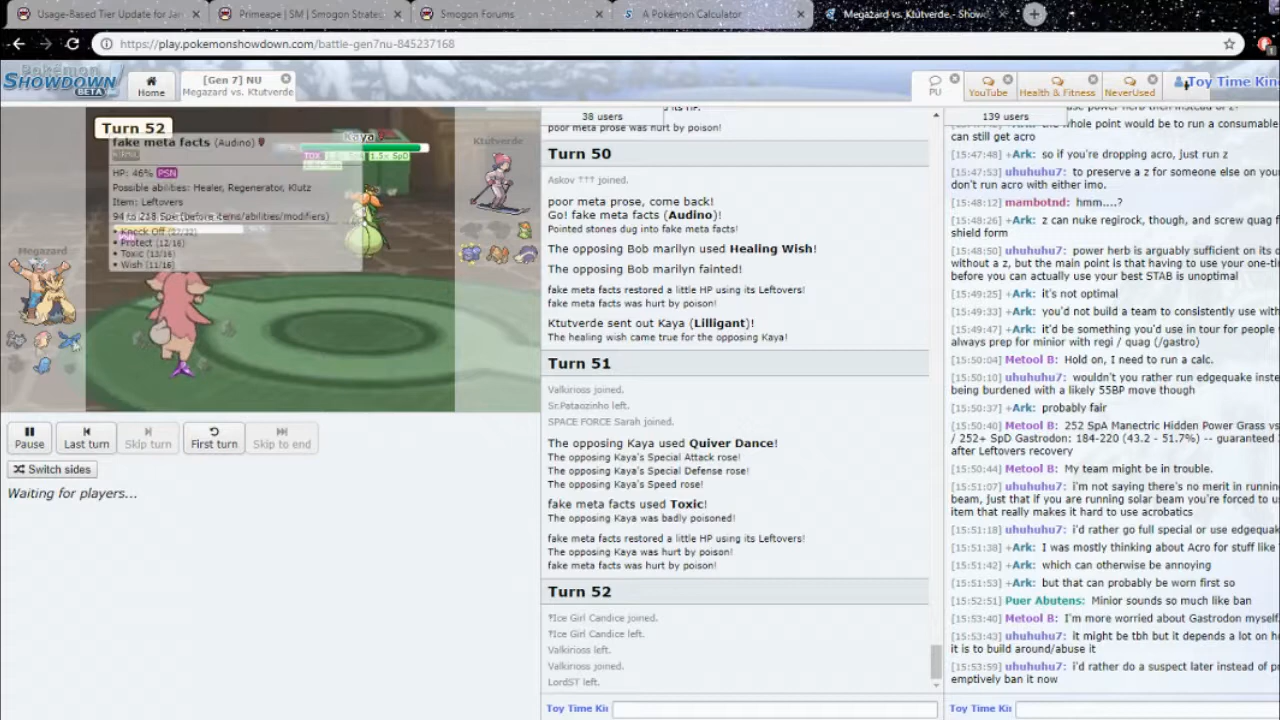 Usage-Based Tier Update for Jan
Primeape | SM | Smogon Strate
Smogon Forums
A Pokémon Calculator
Megazard vs. Ktutverde - Showd
https://play.pokemonshowdown.com/battle-gen7nu-845237168
Pokémon
SHOWDOWN
BETA
Home
[Gen 7] NU
Megazard vs. Ktutverde
PU
YouTube
Health & Fitness
NeverUsed
Toy Time Kin
Turn 52
fake meta facts (Audino)
NORMAL
HP: 46% PSN
Possible abilities: Healer, Regenerator, Klutz
Item: Leftovers
94 to 218 Spe (before items/abilities/modifiers)
• Knock Off (27/32)
• Protect (12/16)
• Toxic (13/16)
• Wish (11/16)
Kaya
TOX
1.5× SpD
Ktutverde
Megazard
Pause
Last turn
Skip turn
First turn
Skip to end
Switch sides
Waiting for players...
38 users
poor meta prose was hurt by poison!
Turn 50
Askov ††† joined.
poor meta prose, come back!
Go! fake meta facts (Audino)!
Pointed stones dug into fake meta facts!
The opposing Bob marilyn used Healing Wish!
The opposing Bob marilyn fainted!
fake meta facts restored a little HP using its Leftovers!
fake meta facts was hurt by poison!
Ktutverde sent out Kaya (Lilligant)!
The healing wish came true for the opposing Kaya!
Turn 51
Valkirioss joined.
Sr.Pataozinho left.
SPACE FORCE Sarah joined.
The opposing Kaya used Quiver Dance!
The opposing Kaya's Special Attack rose!
The opposing Kaya's Special Defense rose!
The opposing Kaya's Speed rose!
fake meta facts used Toxic!
The opposing Kaya was badly poisoned!
fake meta facts restored a little HP using its Leftovers!
The opposing Kaya was hurt by poison!
fake meta facts was hurt by poison!
Turn 52
‽Ice Girl Candice joined.
‽Ice Girl Candice left.
Valkirioss left.
Valkirioss joined.
LordST left.
Toy Time Kin
139 users
use power herb then instead of z?
the whole point would be to run a consumable
can still get acro
[15:47:48] +Ark: so if you're dropping acro, just run z
[15:47:53] uhuhuhu7: to preserve a z for someone else on your
don't run acro with either imo.
[15:48:12] mambotnd: hmm....?
[15:48:26] +Ark: z can nuke regirock, though, and screw quag f
shield form
[15:48:50] uhuhuhu7: power herb is arguably sufficient on its o
without a z, but the main point is that having to use your one-ti
before you can actually use your best STAB is unoptimal
[15:49:25] +Ark: it's not optimal
[15:49:33] +Ark: you'd not build a team to consistently use with
[15:49:47] +Ark: it'd be something you'd use in tour for people
always prep for minior with regi / quag (/gastro)
[15:50:04] Metool B: Hold on, I need to run a calc.
[15:50:10] uhuhuhu7: wouldn't you rather run edgequake inste
being burdened with a likely 55BP move though
[15:50:37] +Ark: probably fair
[15:50:40] Metool B: 252 SpA Manectric Hidden Power Grass vs
/ 252+ SpD Gastrodon: 184-220 (43.2 - 51.7%) -- guaranteed
after Leftovers recovery
[15:50:44] Metool B: My team might be in trouble.
[15:51:07] uhuhuhu7: i'm not saying there's no merit in runnin
beam, just that if you are running solar beam you're forced to u
item that really makes it hard to use acrobatics
[15:51:18] uhuhuhu7: i'd rather go full special or use edgequak
[15:51:38] +Ark: I was mostly thinking about Acro for stuff like
[15:51:42] +Ark: which can otherwise be annoying
[15:51:53] +Ark: but that can probably be worn first so
[15:52:51] Puer Abutens: Minior sounds so much like ban
[15:53:40] Metool B: I'm more worried about Gastrodon myself.
[15:53:43] uhuhuhu7: it might be tbh but it depends a lot on h
it is to build around/abuse it
[15:53:59] uhuhuhu7: i'd rather do a suspect later instead of p
emptively ban it now
Toy Time Kin